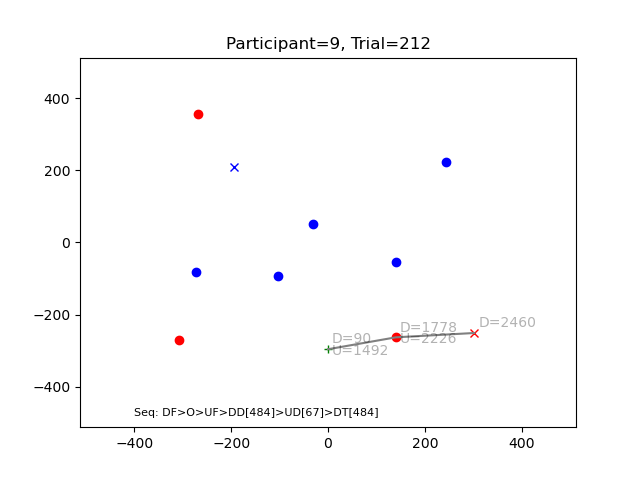 Participant=9, Trial=212
400
200
0
−200
−400
D=90
U=1492
D=1778
U=2226
D=2460
Seq: DF>O>UF>DD[484]>UD[67]>DT[484]
−400 −200 0 200 400